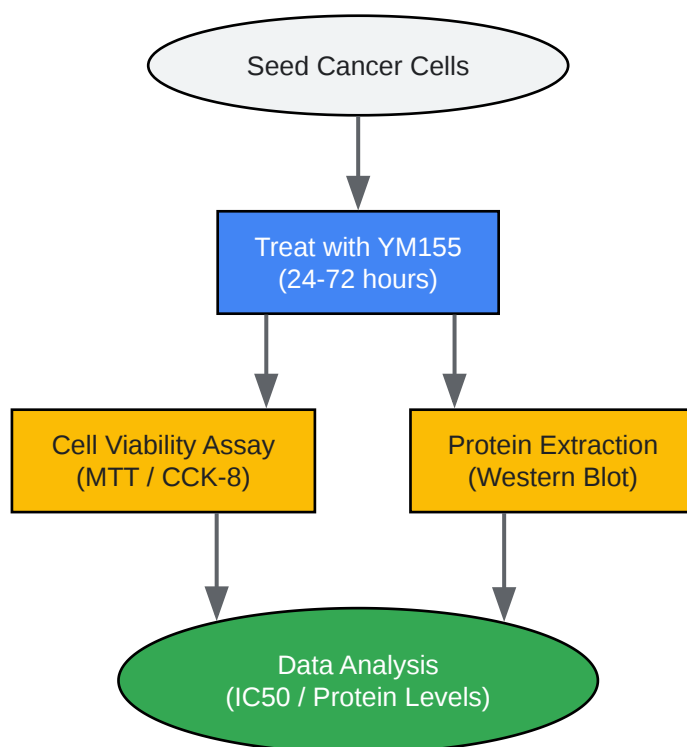 Seed Cancer Cells
Treat with YM155
(24-72 hours)
Cell Viability Assay
(MTT / CCK-8)
Protein Extraction
(Western Blot)
Data Analysis
(IC50 / Protein Levels)